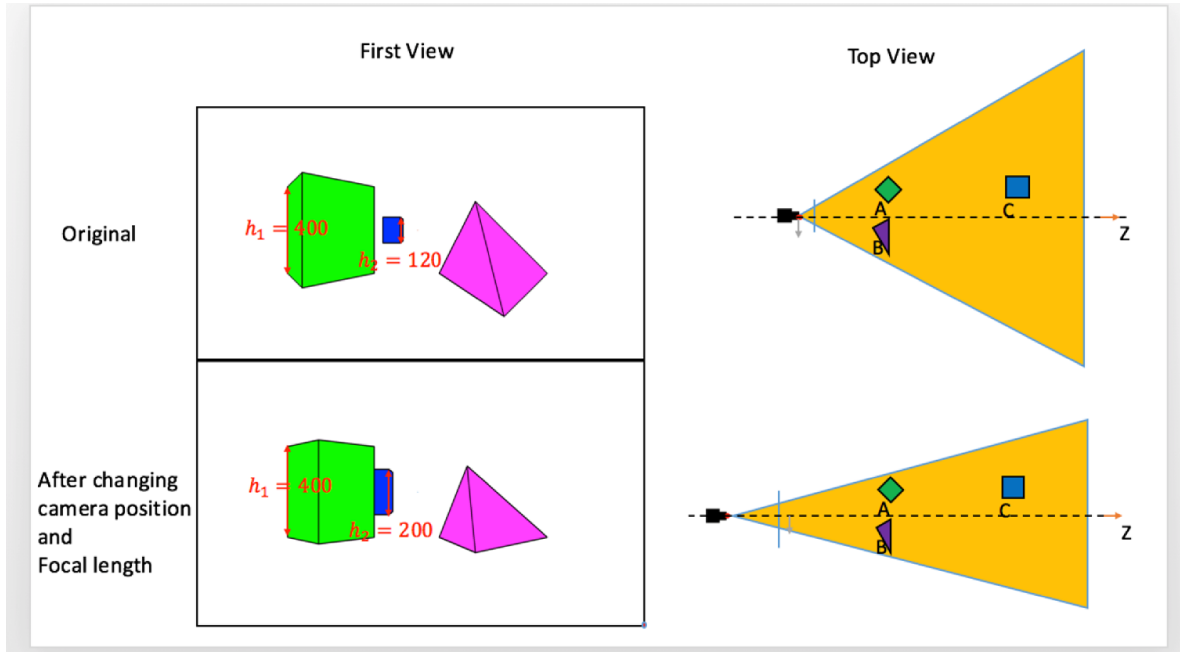 First View
Top View
Original
h₁ = 400
h₂ = 120
A
B
C
Z
After changing
camera position
and
Focal length
h₁ = 400
h₂ = 200
A
B
C
Z